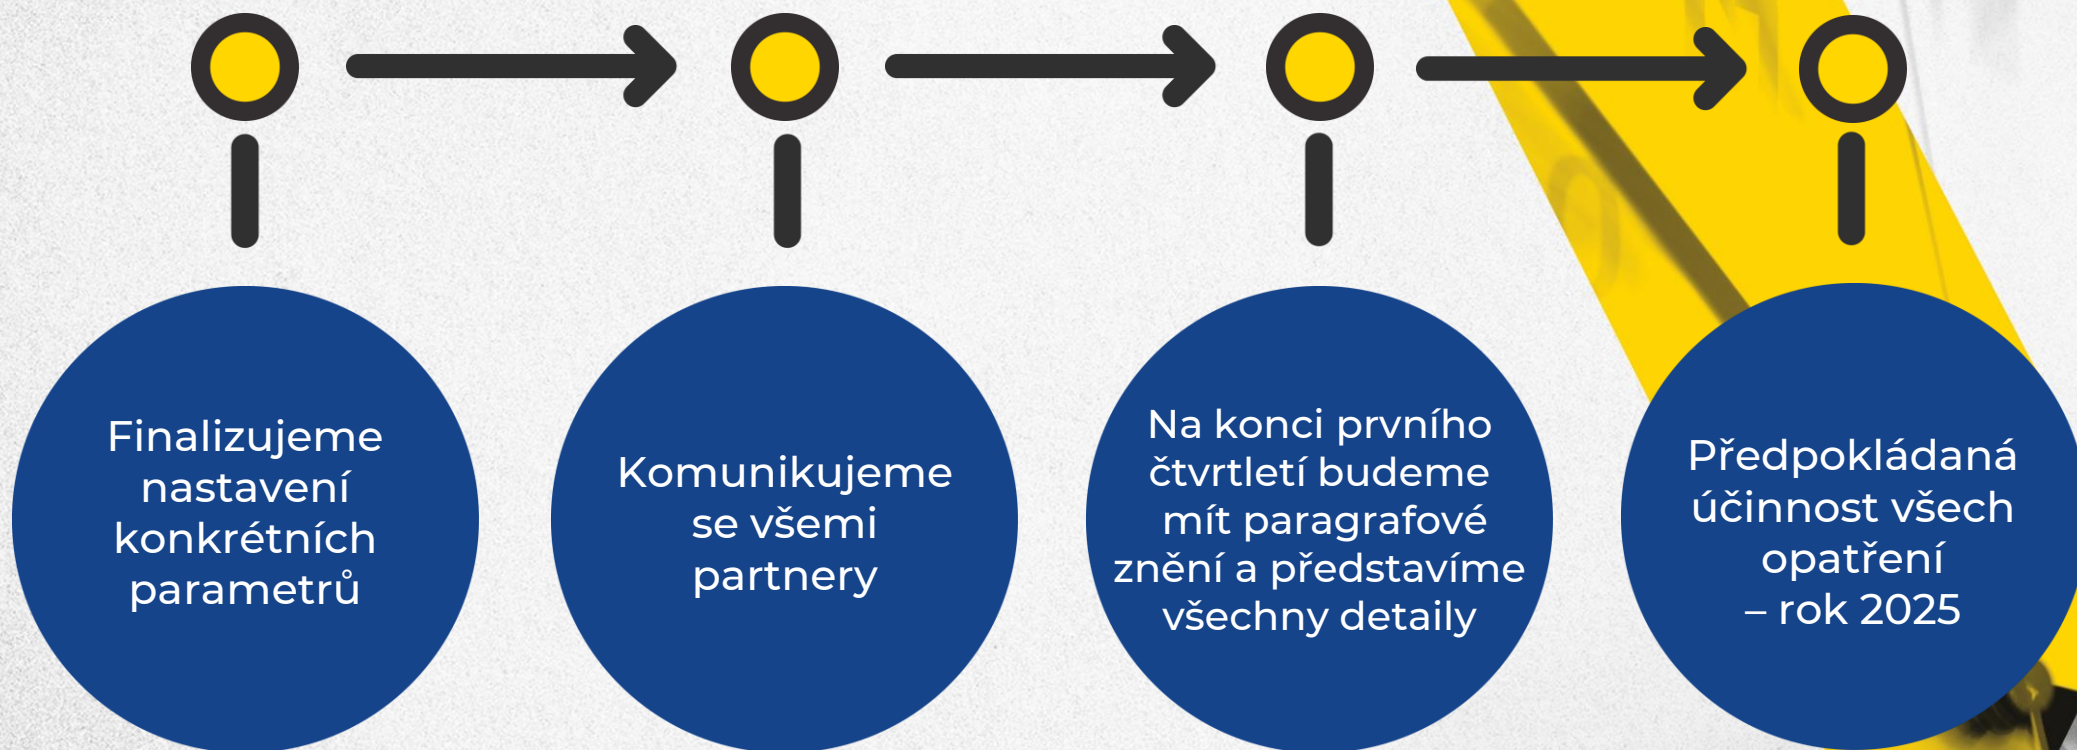 Finalizujeme
nastavení
konkrétních
parametrů
Komunikujeme
se všemi
partnery
Na konci prvního
čtvrtletí budeme
mít paragrafové
znění a představíme
všechny detaily
Předpokládaná
účinnost všech
opatření
– rok 2025